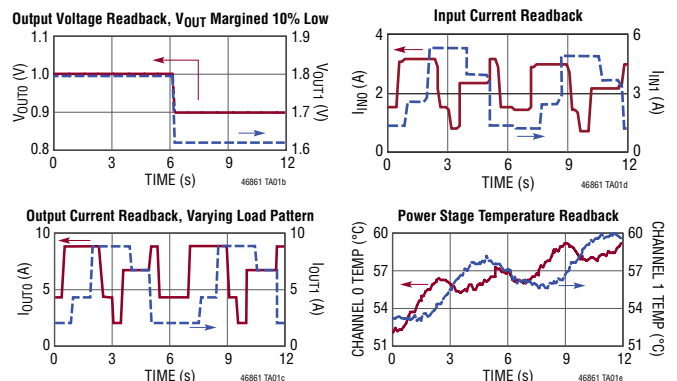 Output Voltage Readback, VOUT Margined 10% Low
1.1
1.0
0.9
0.8
VOUT0 (V)
1.9
1.8
1.7
1.6
VOUT1 (V)
0 3 6 9 12
TIME (s)
46861 TA01b
Input Current Readback
4
2
0
IIN0 (A)
6
4
2
0
IIN1 (A)
0 3 6 9 12
TIME (s)
46861 TA01d
Output Current Readback, Varying Load Pattern
10
5
0
IOUT0 (A)
10
5
0
IOUT1 (A)
0 3 6 9 12
TIME (s)
46861 TA01c
Power Stage Temperature Readback
60
57
54
51
CHANNEL 0 TEMP (°C)
60
57
54
51
CHANNEL 1 TEMP (°C)
0 3 6 9 12
TIME (s)
46861 TA01e